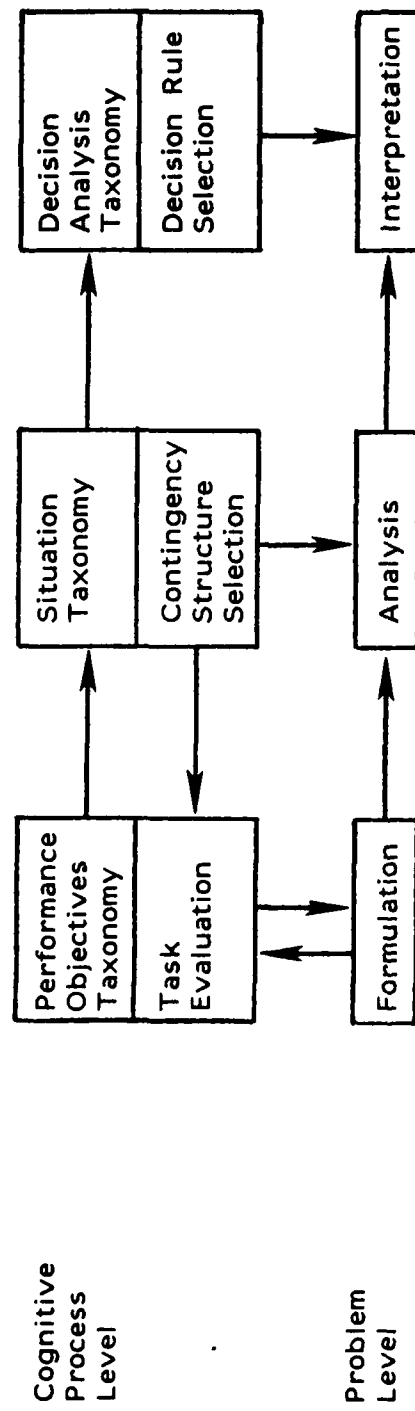 Cognitive
Process
Level
Performance
Objectives
Taxonomy
Task
Evaluation
Situation
Taxonomy
Contingency
Structure
Selection
Decision
Analysis
Taxonomy
Decision Rule
Selection
Problem
Level
Formulation
Analysis
Interpretation